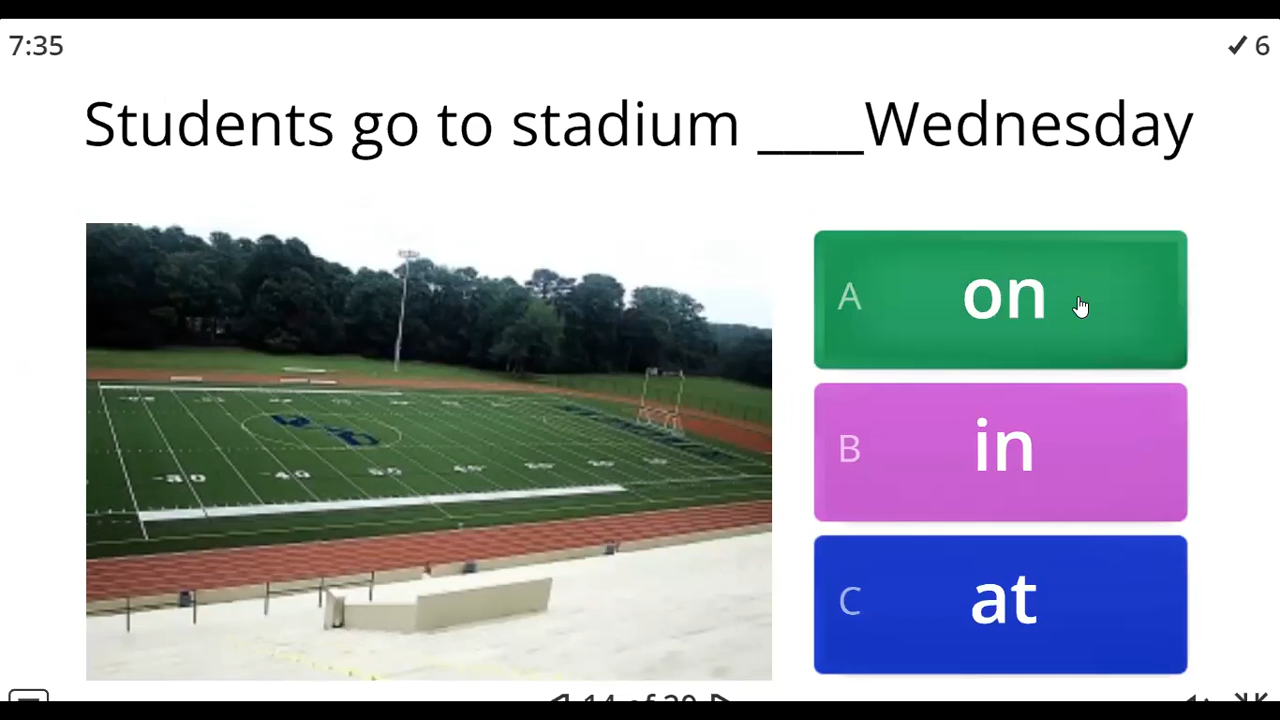 7:35
✓ 6
Students go to stadium ____Wednesday
A on
B in
C at